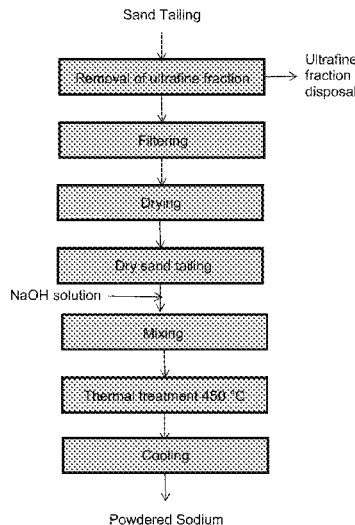 Sand Tailing
Removal of ultrafine fraction
Ultrafine
fraction
disposal
Filtering
Drying
Dry sand tailing
NaOH solution
Mixing
Thermal treatment 450 °C
Cooling
Powdered Sodium